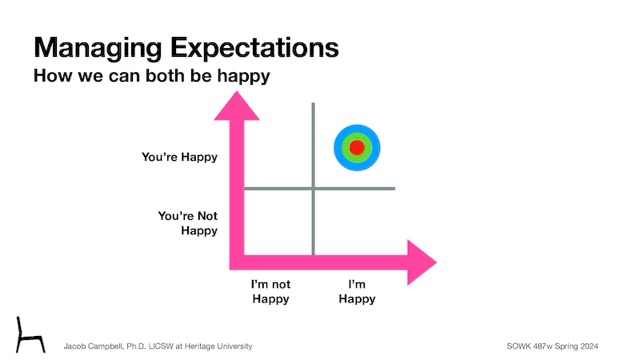 Managing Expectations
How we can both be happy
You're Happy
You're Not
Happy
I'm not
Happy
I'm
Happy
Jacob Campbell, Ph.D. LICSW at Heritage University
SOWK 487w Spring 2024